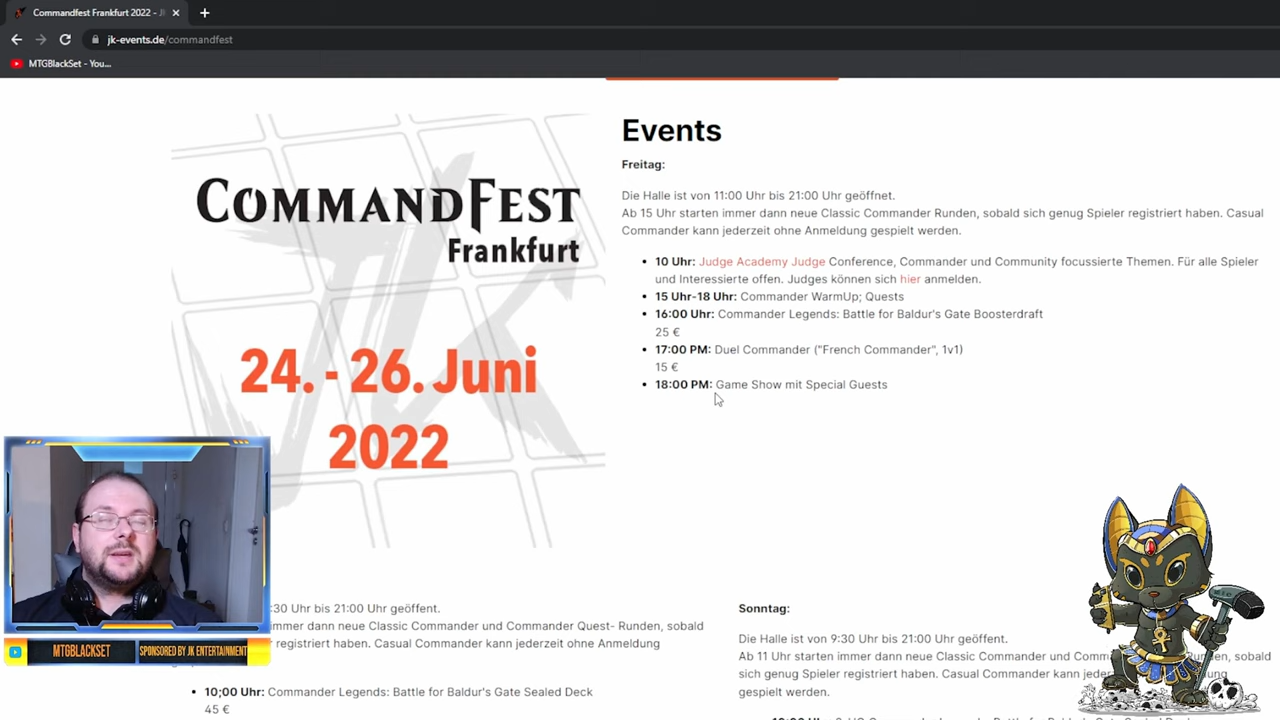 Commandfest Frankfurt 2022 - J
jk-events.de/commandfest
MTGBlackSet - You...
COMMANDFEST
Frankfurt
24. - 26. Juni
2022
Events
Freitag:
Die Halle ist von 11:00 Uhr bis 21:00 Uhr geöffnet.
Ab 15 Uhr starten immer dann neue Classic Commander Runden, sobald sich genug Spieler registriert haben. Casual
Commander kann jederzeit ohne Anmeldung gespielt werden.
• 10 Uhr: Judge Academy Judge Conference, Commander und Community focussierte Themen. Für alle Spieler
und Interessierte offen. Judges können sich hier anmelden.
• 15 Uhr-18 Uhr: Commander WarmUp; Quests
• 16:00 Uhr: Commander Legends: Battle for Baldur's Gate Boosterdraft
25 €
• 17:00 PM: Duel Commander ("French Commander", 1v1)
15 €
• 18:00 PM: Game Show mit Special Guests
:30 Uhr bis 21:00 Uhr geöffent.
immer dann neue Classic Commander und Commander Quest- Runden, sobald
registriert haben. Casual Commander kann jederzeit ohne Anmeldung
• 10;00 Uhr: Commander Legends: Battle for Baldur's Gate Sealed Deck
45 €
Sonntag:
Die Halle ist von 9:30 Uhr bis 21:00 Uhr geöffent.
Ab 11 Uhr starten immer dann neue Classic Commander und Comm Runden, sobald
sich genug Spieler registriert haben. Casual Commander kann jeder
gespielt werden.
MTGBLACKSET
SPONSORED BY JK ENTERTAINMENT